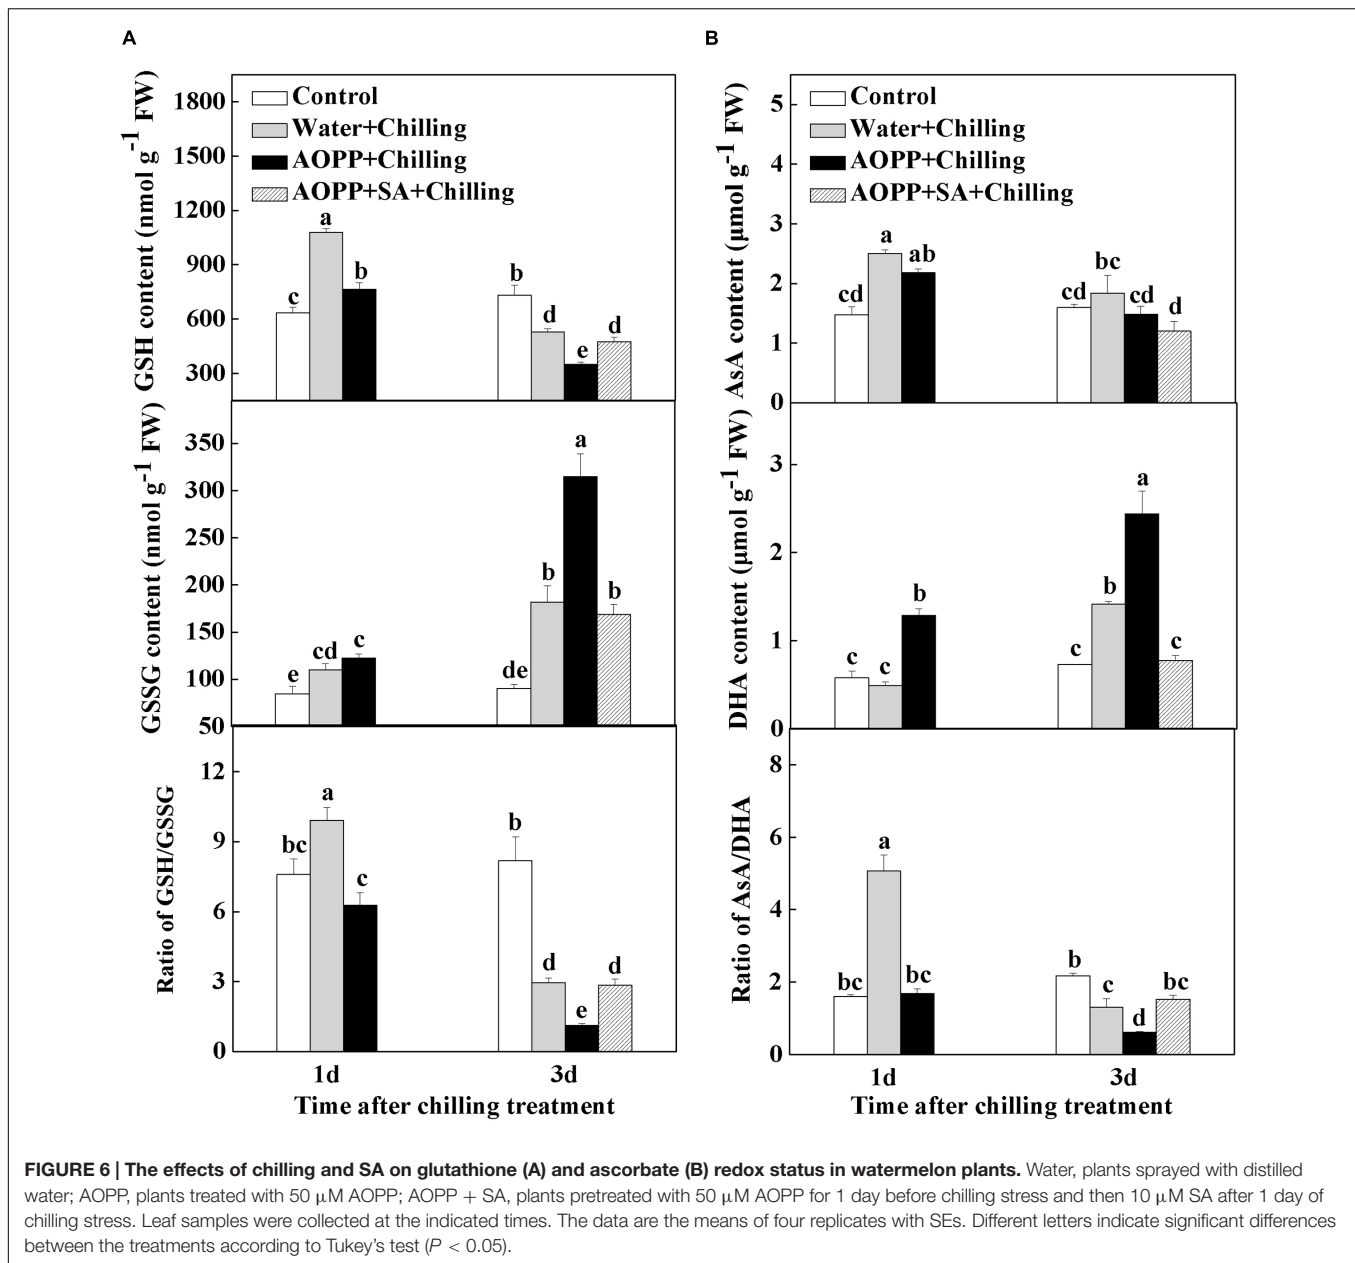 A
GSH content (nmol g-1 FW)
1800
1500
1200
900
600
300
Control
Water+Chilling
AOPP+Chilling
AOPP+SA+Chilling
c
a
b
b
d
e
d
GSSG content (nmol g-1 FW)
350
300
250
200
150
100
50
e
cd
c
de
b
a
b
Ratio of GSH/GSSG
12
9
6
3
0
bc
a
c
b
d
e
d
1d
3d
Time after chilling treatment
B
AsA content (μmol g-1 FW)
5
4
3
2
1
0
Control
Water+Chilling
AOPP+Chilling
AOPP+SA+Chilling
cd
a
ab
cd
bc
cd
d
DHA content (μmol g-1 FW)
3
2
1
0
c
c
b
c
b
a
c
Ratio of AsA/DHA
8
6
4
2
0
bc
a
bc
b
c
d
bc
1d
3d
Time after chilling treatment
FIGURE 6 | The effects of chilling and SA on glutathione (A) and ascorbate (B) redox status in watermelon plants. Water, plants sprayed with distilled
water; AOPP, plants treated with 50 μM AOPP; AOPP + SA, plants pretreated with 50 μM AOPP for 1 day before chilling stress and then 10 μM SA after 1 day of
chilling stress. Leaf samples were collected at the indicated times. The data are the means of four replicates with SEs. Different letters indicate significant differences
between the treatments according to Tukey's test (P < 0.05).